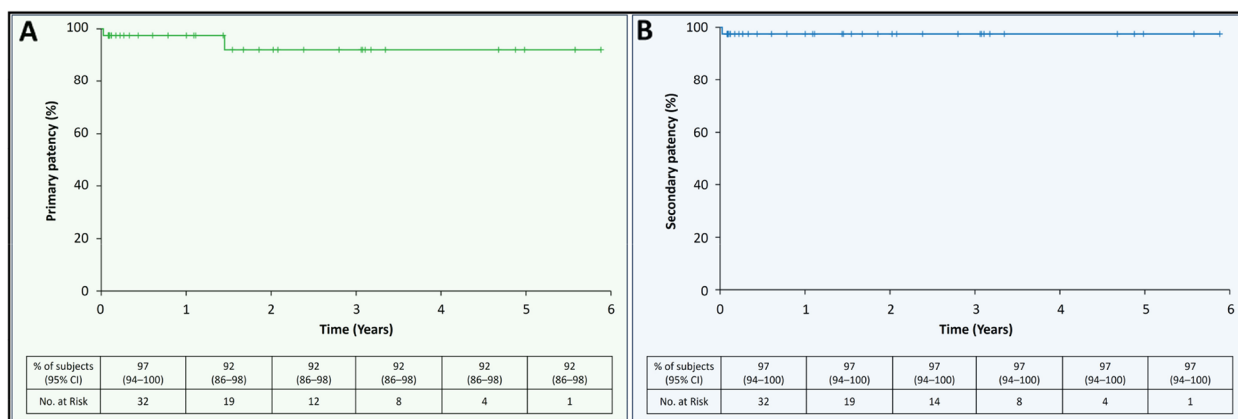 A
100
80
60
40
20
0
Primary patency (%)
0 1 2 3 4 5 6
Time (Years)
% of subjects (95% CI) 97 (94–100) 92 (86–98) 92 (86–98) 92 (86–98) 92 (86–98) 92 (86–98)
No. at Risk 32 19 12 8 4 1
B
100
80
60
40
20
0
Secondary patency (%)
0 1 2 3 4 5 6
Time (Years)
% of subjects (95% CI) 97 (94–100) 97 (94–100) 97 (94–100) 97 (94–100) 97 (94–100) 97 (94–100)
No. at Risk 32 19 14 8 4 1